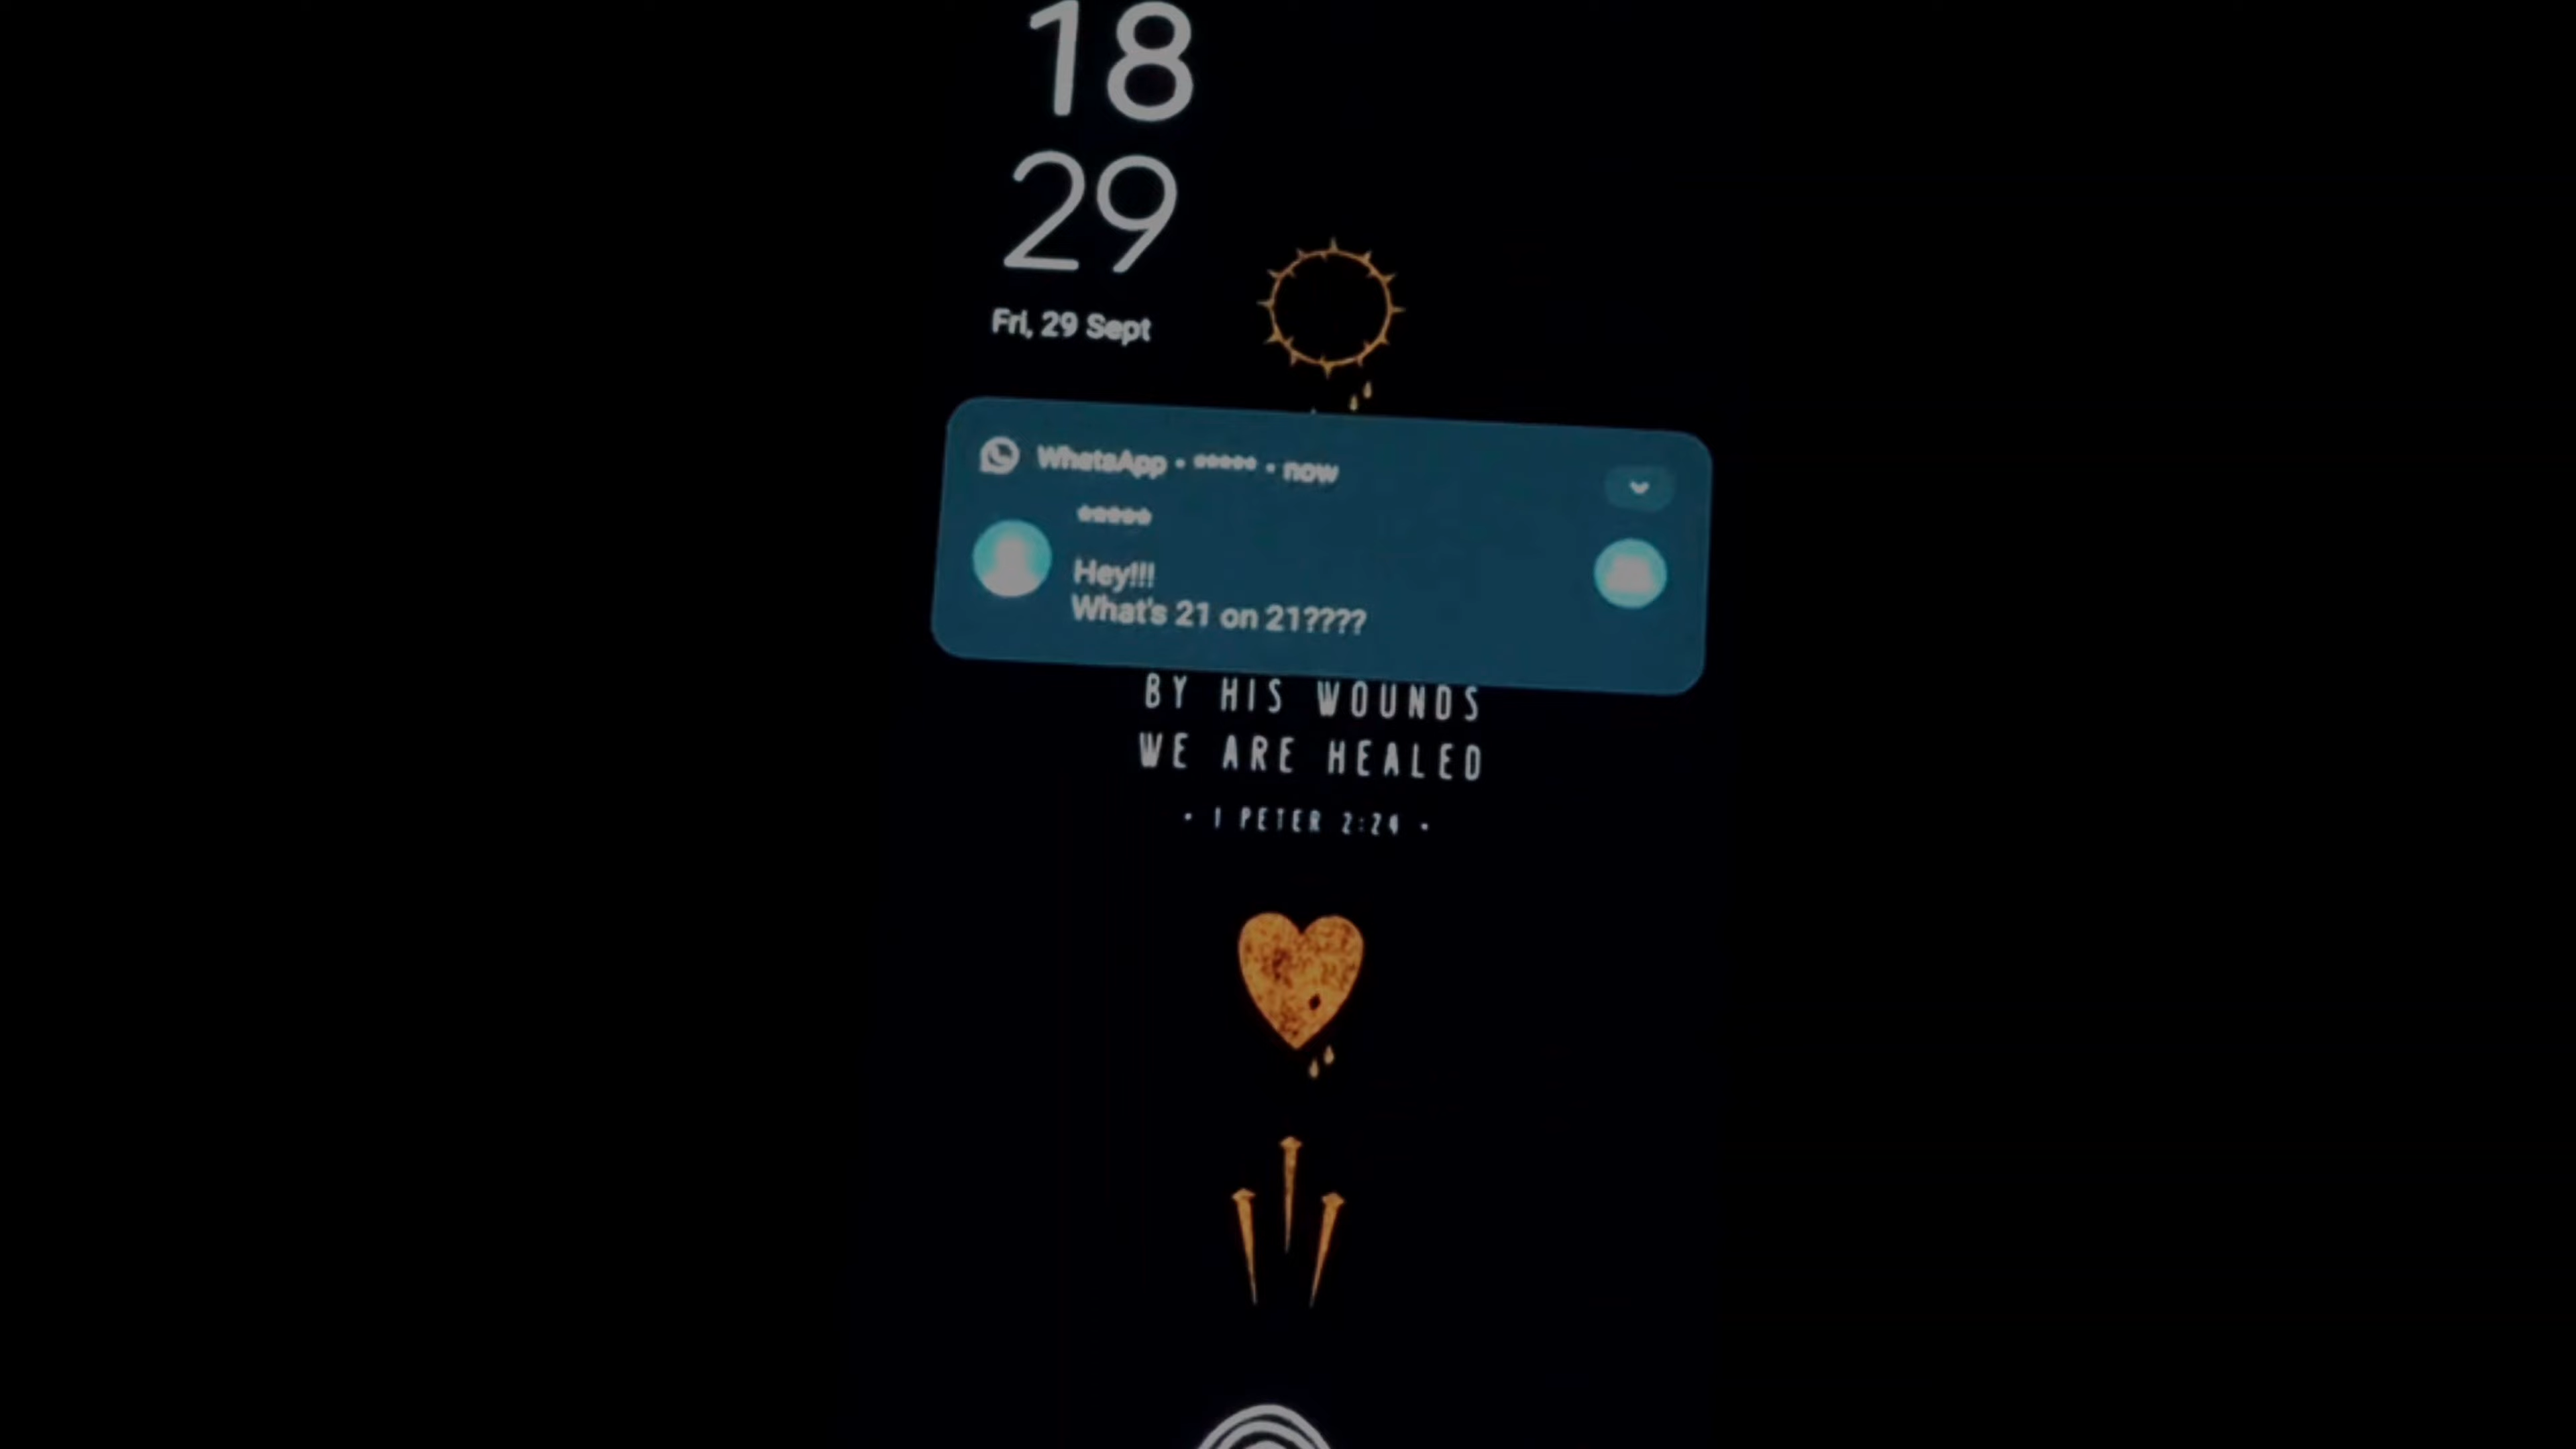 18
29
Fri, 29 Sept
WhatsApp • ***** • now
*****
Hey!!!
What's 21 on 21????
BY HIS WOUNDS
WE ARE HEALED
• 1 PETER 2:24 •